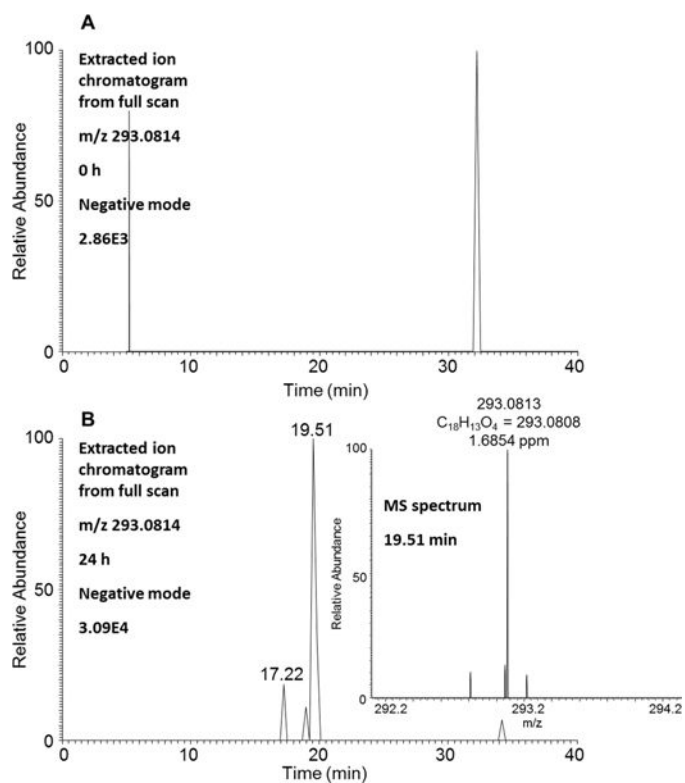 A
100
Extracted ion
chromatogram
from full scan
m/z 293.0814
0 h
Negative mode
2.86E3
50
0
Relative Abundance
0 10 20 30 40
Time (min)
B
100
Extracted ion
chromatogram
from full scan
m/z 293.0814
24 h
Negative mode
3.09E4
50
0
Relative Abundance
19.51
17.22
0 10 20 30 40
Time (min)
293.0813
C₁₈H₁₃O₄ = 293.0808
1.6854 ppm
100
MS spectrum
19.51 min
50
0
Relative Abundance
292.2 293.2 294.2
m/z